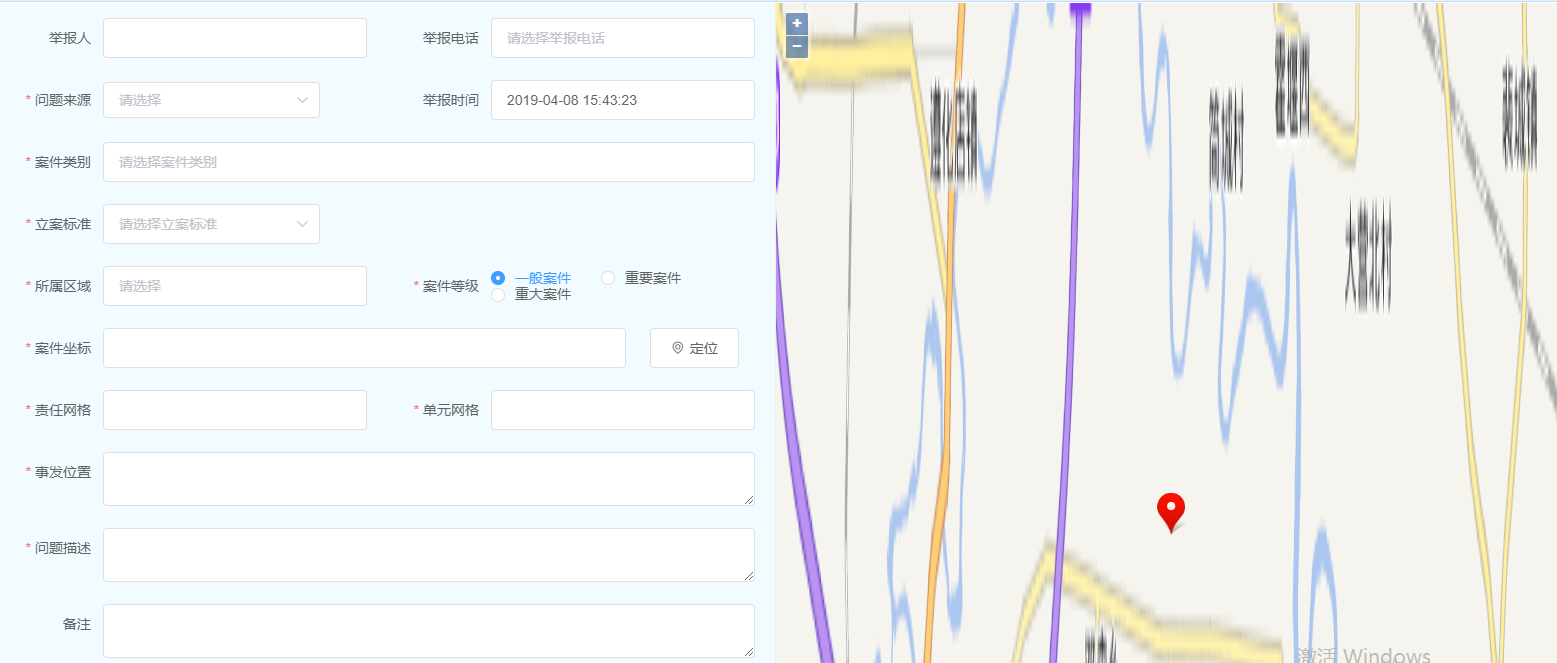 举报人
举报电话 请选择举报电话
* 问题来源 请选择
举报时间 2019-04-08 15:43:23
* 案件类别 请选择案件类别
* 立案标准 请选择立案标准
* 所属区域 请选择
* 案件等级 一般案件 重要案件
重大案件
* 案件坐标 定位
* 责任网格
* 单元网格
* 事发位置
* 问题描述
备注
+
−
大曹北村
激活 Windows